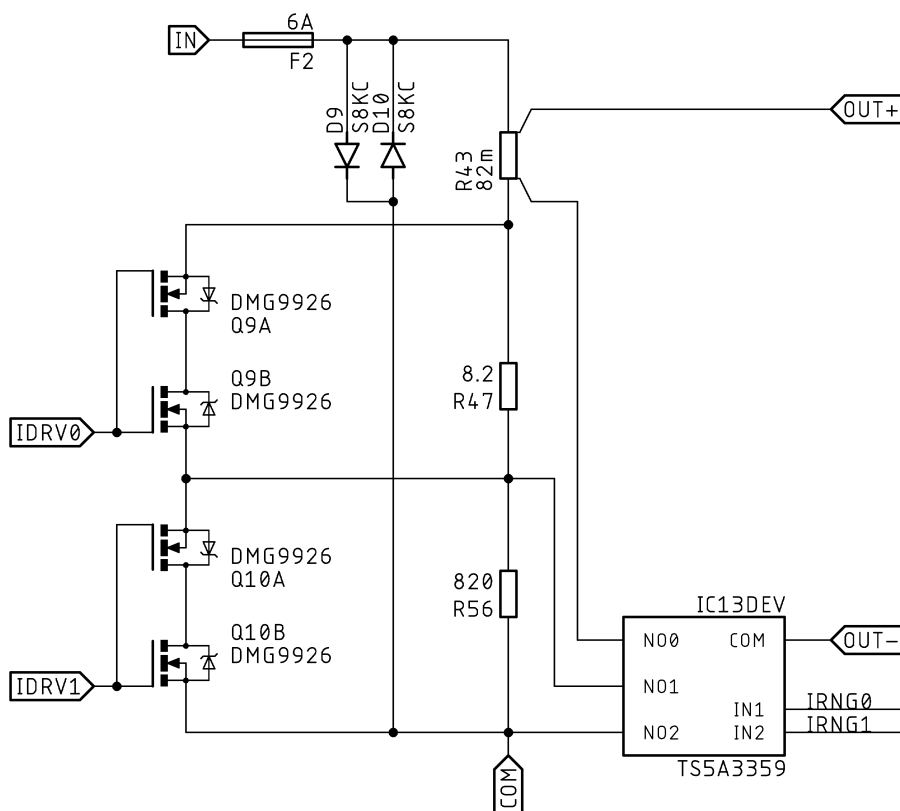 6A
IN
F2
D9
S8KC
D10
S8KC
OUT+
R43
82m
DMG9926
Q9A
Q9B
DMG9926
8.2
R47
IDRV0
DMG9926
Q10A
820
R56
Q10B
DMG9926
IDRV1
IC13DEV
NO0
COM
OUT-
NO1
IN1
IRNG0
NO2
IN2
IRNG1
TS5A3359
COM